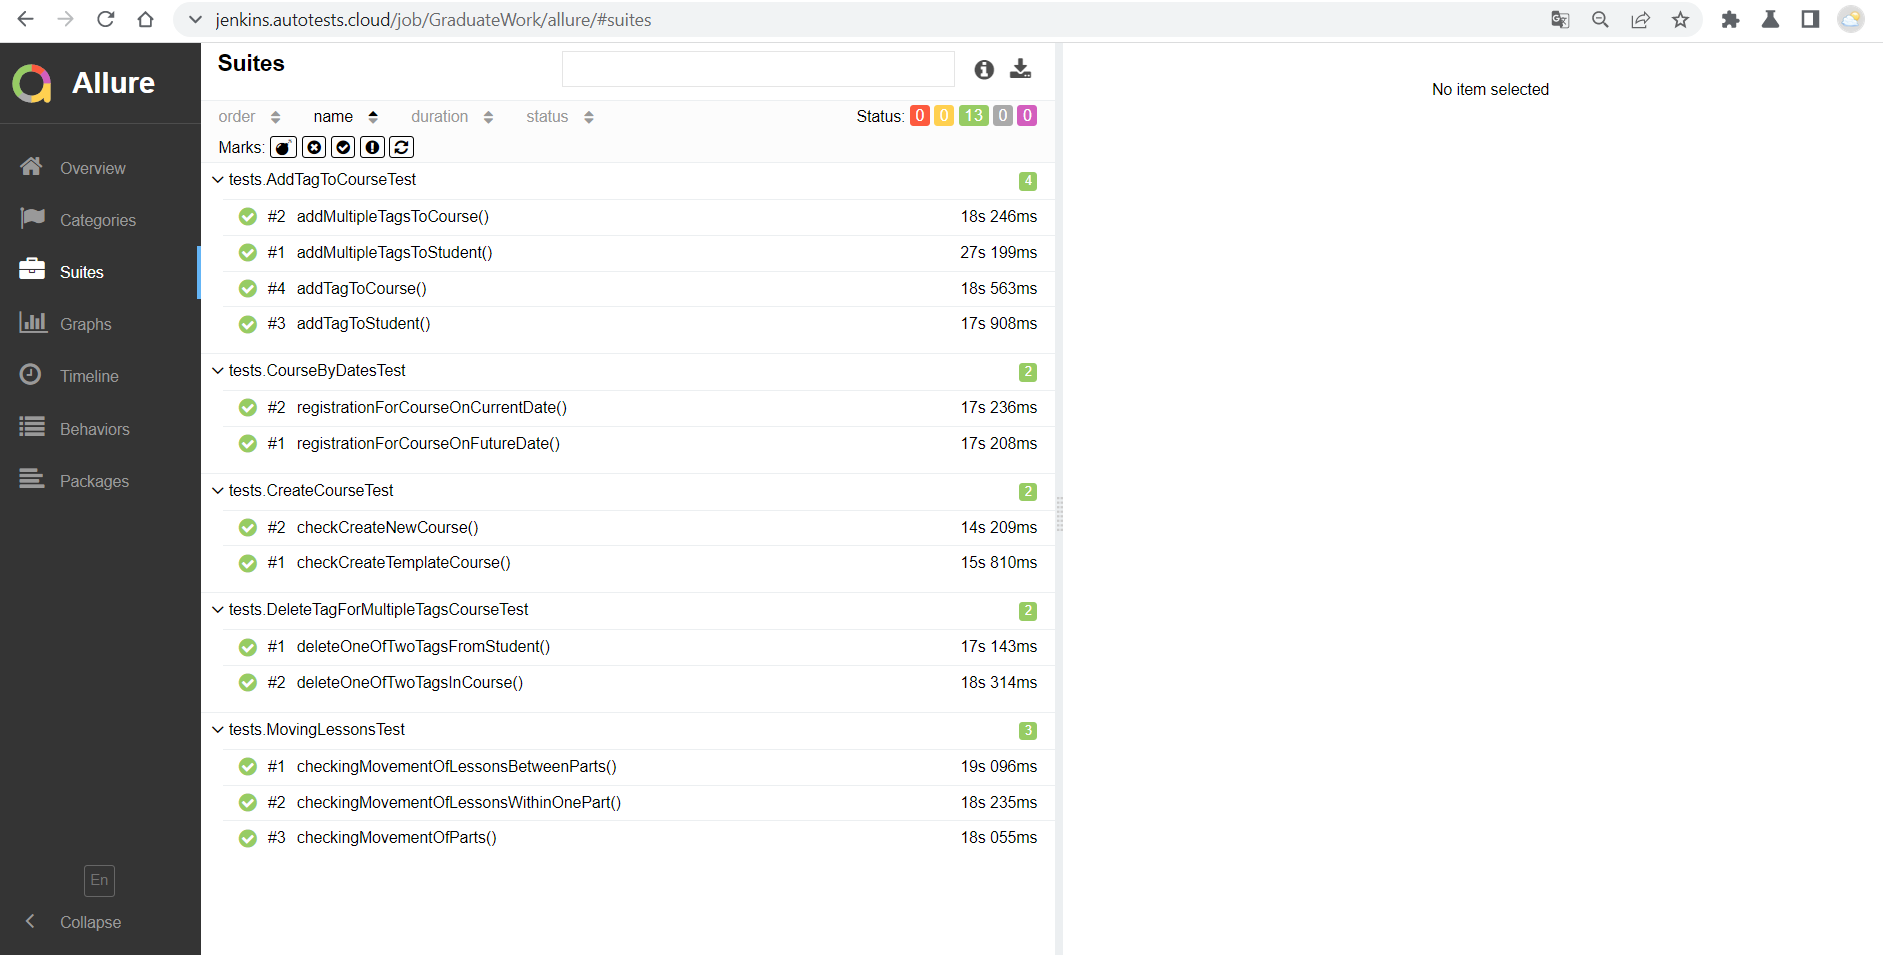 jenkins.autotests.cloud/job/GraduateWork/allure/#suites
Allure
Overview
Categories
Suites
Graphs
Timeline
Behaviors
Packages
En
Collapse
Suites
order name duration status Status: 0 0 13 0 0
Marks:
tests.AddTagToCourseTest 4
#2 addMultipleTagsToCourse() 18s 246ms
#1 addMultipleTagsToStudent() 27s 199ms
#4 addTagToCourse() 18s 563ms
#3 addTagToStudent() 17s 908ms
tests.CourseByDatesTest 2
#2 registrationForCourseOnCurrentDate() 17s 236ms
#1 registrationForCourseOnFutureDate() 17s 208ms
tests.CreateCourseTest 2
#2 checkCreateNewCourse() 14s 209ms
#1 checkCreateTemplateCourse() 15s 810ms
tests.DeleteTagForMultipleTagsCourseTest 2
#1 deleteOneOfTwoTagsFromStudent() 17s 143ms
#2 deleteOneOfTwoTagsInCourse() 18s 314ms
tests.MovingLessonsTest 3
#1 checkingMovementOfLessonsBetweenParts() 19s 096ms
#2 checkingMovementOfLessonsWithinOnePart() 18s 235ms
#3 checkingMovementOfParts() 18s 055ms
No item selected